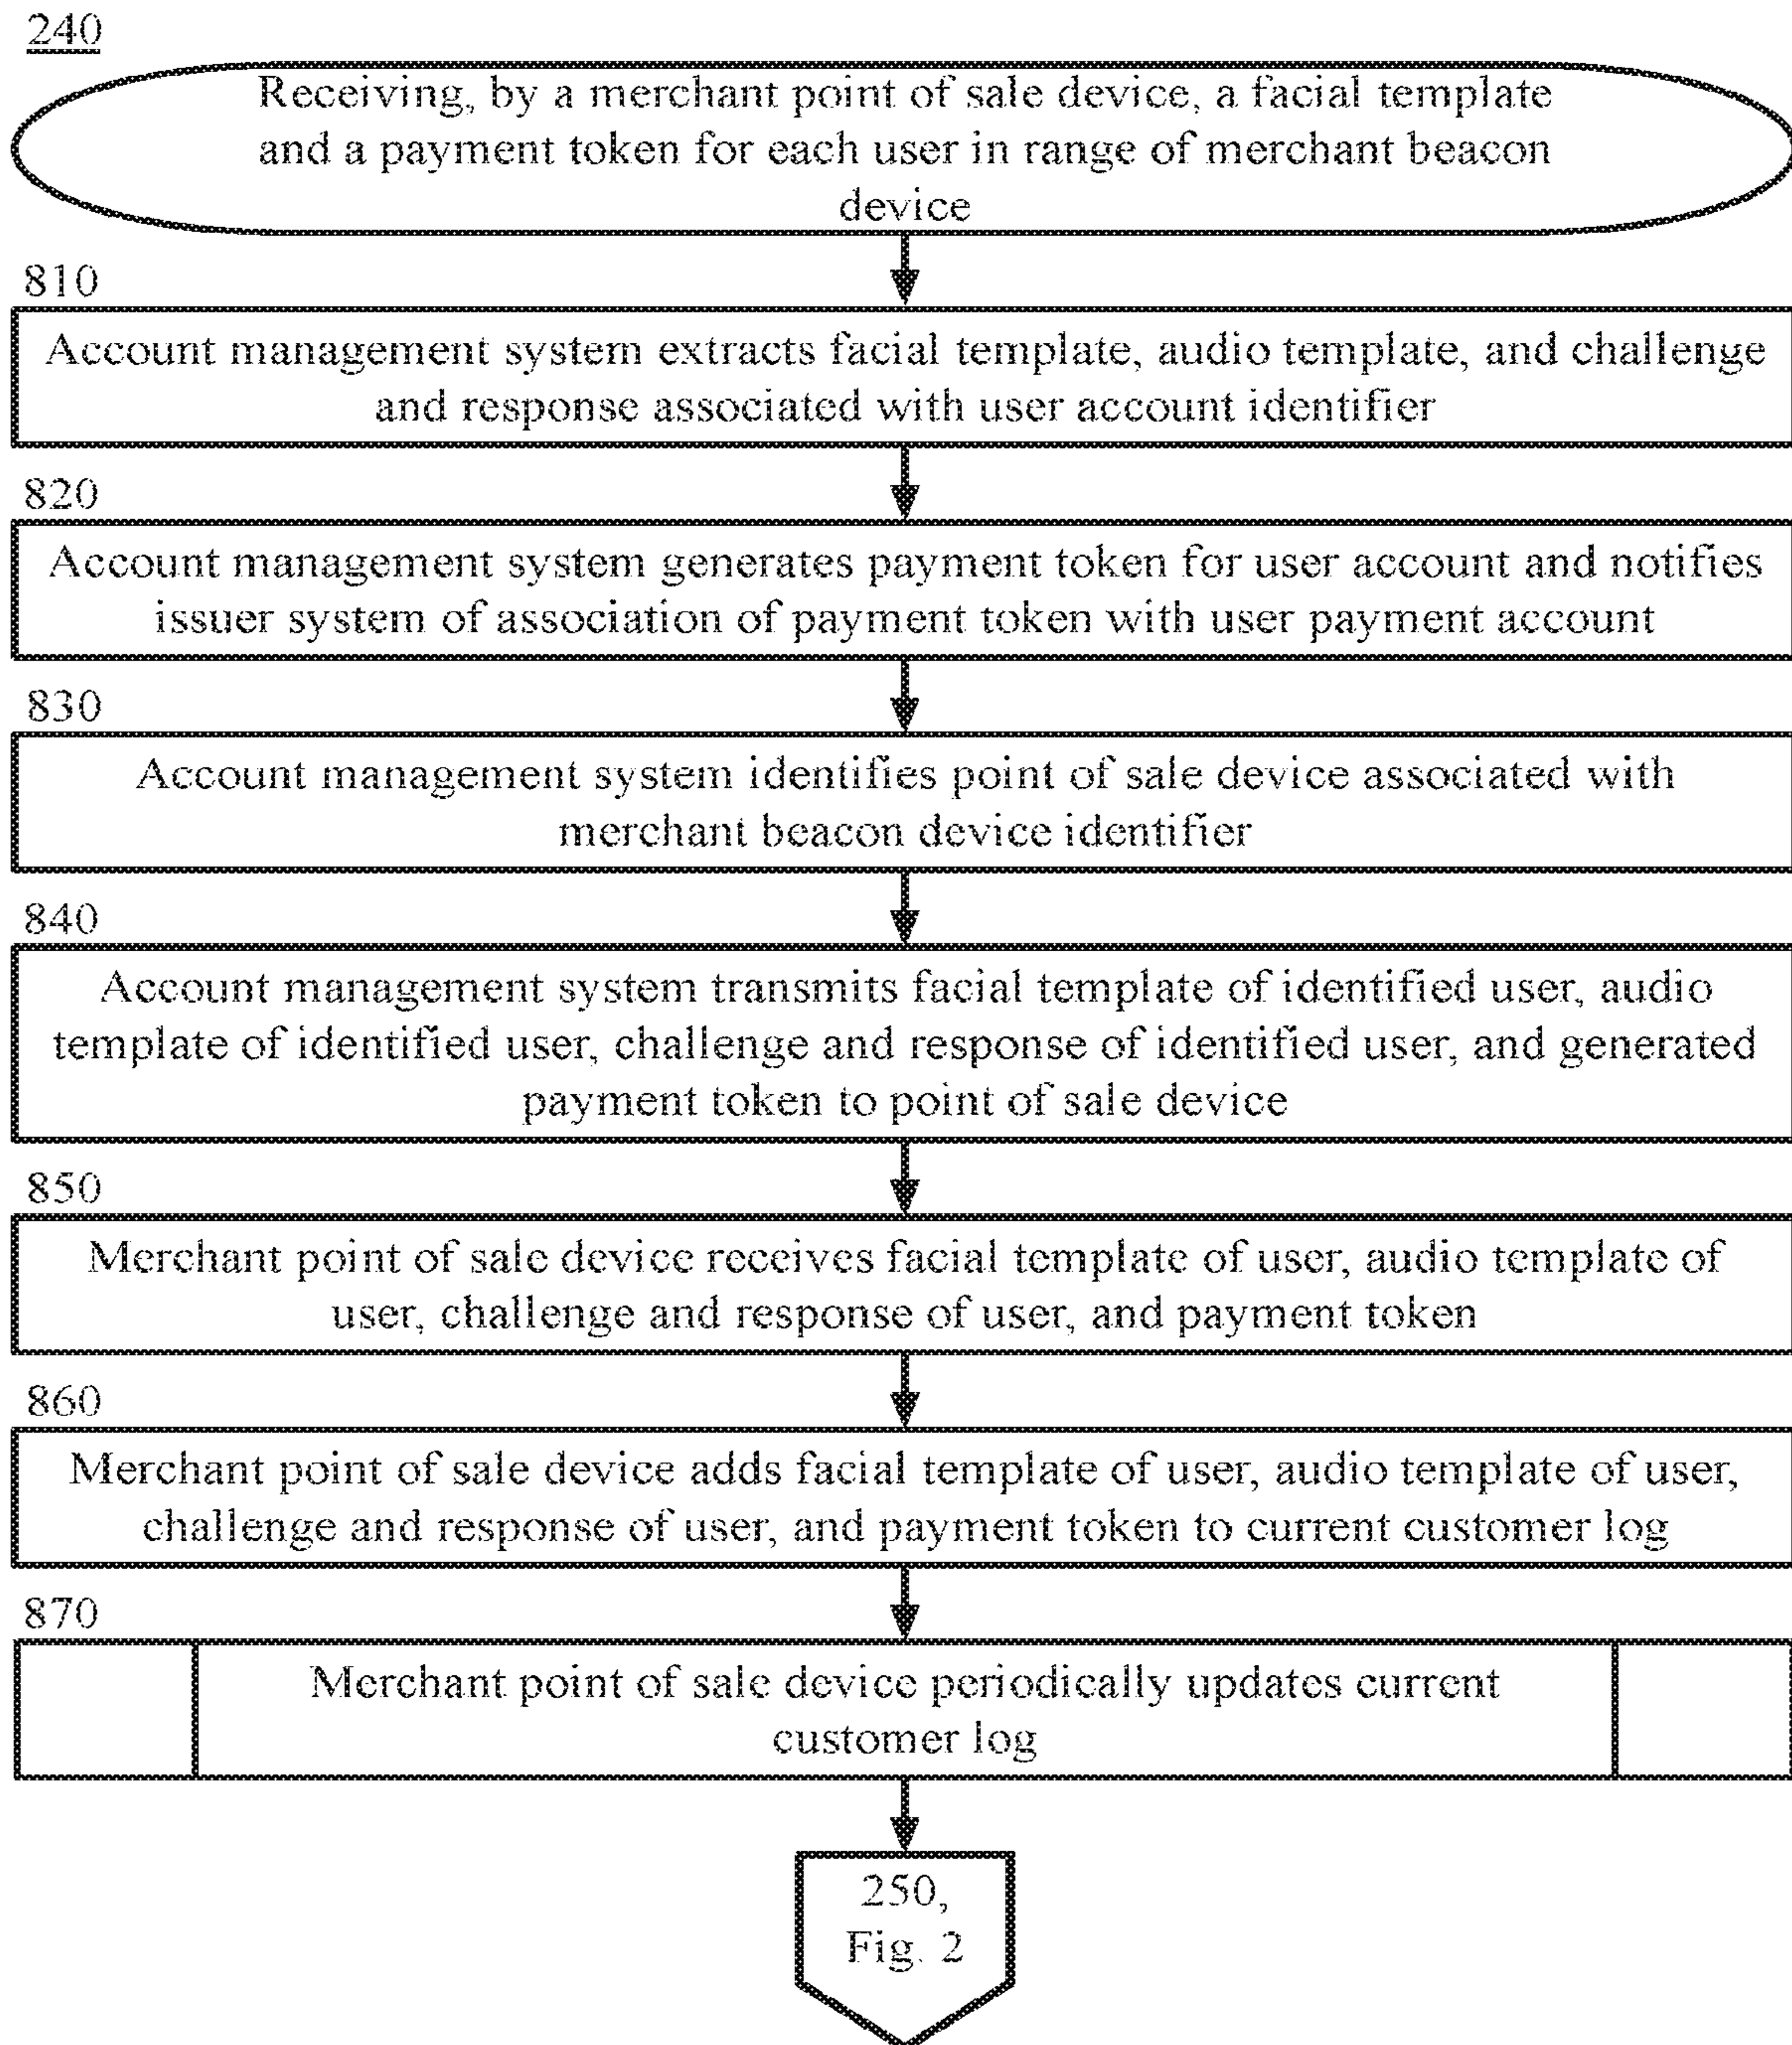 240
Receiving, by a merchant point of sale device, a facial template
and a payment token for each user in range of merchant beacon
device
810
Account management system extracts facial template, audio template, and challenge
and response associated with user account identifier
820
Account management system generates payment token for user account and notifies
issuer system of association of payment token with user payment account
830
Account management system identifies point of sale device associated with
merchant beacon device identifier
840
Account management system transmits facial template of identified user, audio
template of identified user, challenge and response of identified user, and generated
payment token to point of sale device
850
Merchant point of sale device receives facial template of user, audio template of
user, challenge and response of user, and payment token
860
Merchant point of sale device adds facial template of user, audio template of user,
challenge and response of user, and payment token to current customer log
870
Merchant point of sale device periodically updates current
customer log
250,
Fig. 2